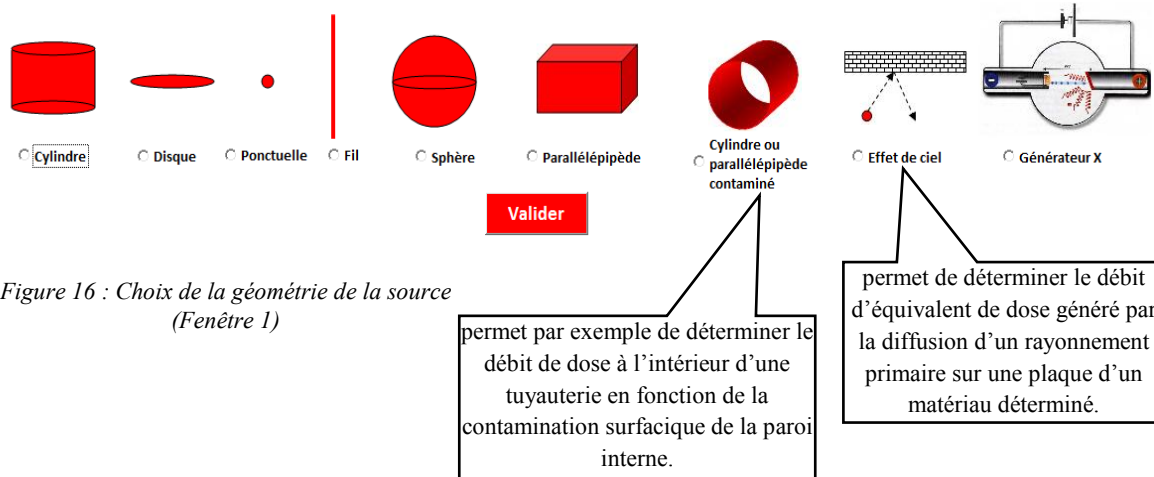 Cylindre
Disque
Ponctuelle
Fil
Sphère
Parallélépipède
Cylindre ou
parallélépipède
contaminé
Effet de ciel
Générateur X
Valider
Figure 16 : Choix de la géométrie de la source
(Fenêtre 1)
permet par exemple de déterminer le
débit de dose à l’intérieur d’une
tuyauterie en fonction de la
contamination surfacique de la paroi
interne.
permet de déterminer le débit
d’équivalent de dose généré par
la diffusion d’un rayonnement
primaire sur une plaque d’un
matériau déterminé.